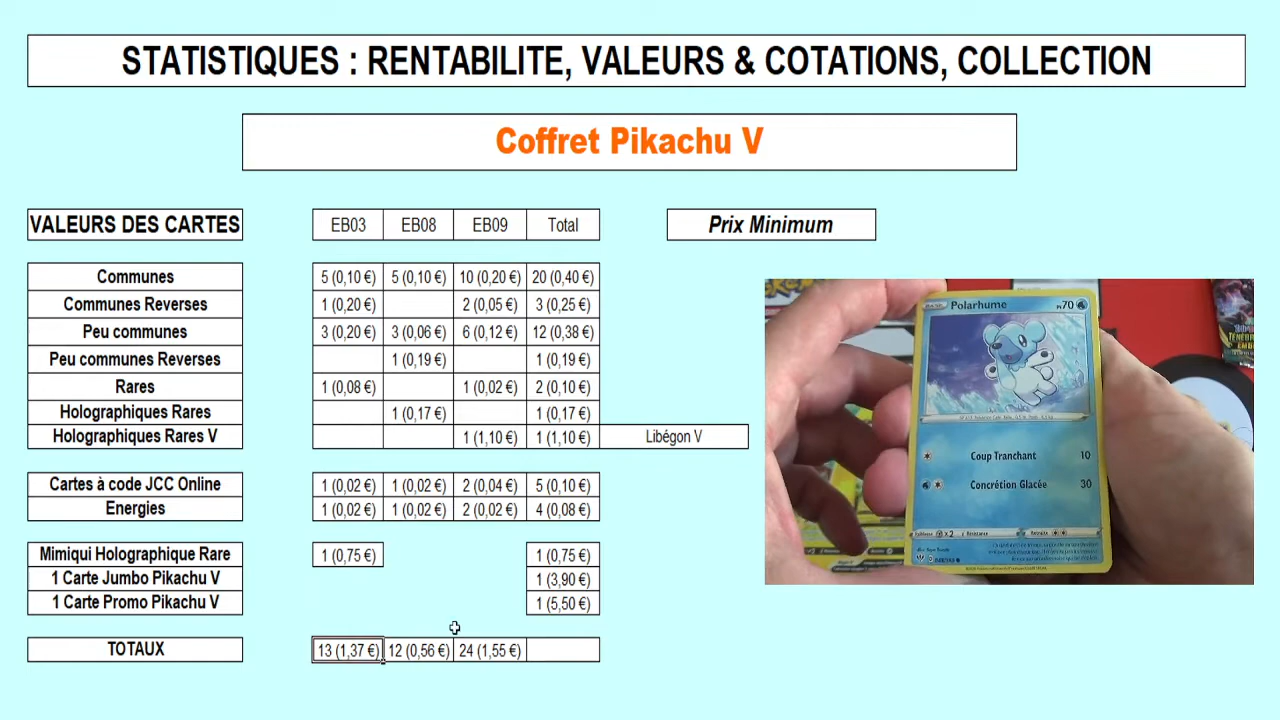 STATISTIQUES : RENTABILITE, VALEURS & COTATIONS, COLLECTION
Coffret Pikachu V
VALEURS DES CARTES EB03 EB08 EB09 Total Prix Minimum
Communes 5 (0,10 €) 5 (0,10 €) 10 (0,20 €) 20 (0,40 €)
Communes Reverses 1 (0,20 €) 2 (0,05 €) 3 (0,25 €)
Peu communes 3 (0,20 €) 3 (0,06 €) 6 (0,12 €) 12 (0,38 €)
Peu communes Reverses 1 (0,19 €) 1 (0,19 €)
Rares 1 (0,08 €) 1 (0,02 €) 2 (0,10 €)
Holographiques Rares 1 (0,17 €) 1 (0,17 €)
Holographiques Rares V 1 (1,10 €) 1 (1,10 €) Libégon V
Cartes à code JCC Online 1 (0,02 €) 1 (0,02 €) 2 (0,04 €) 5 (0,10 €)
Energies 1 (0,02 €) 1 (0,02 €) 2 (0,02 €) 4 (0,08 €)
Mimiqui Holographique Rare 1 (0,75 €) 1 (0,75 €)
1 Carte Jumbo Pikachu V 1 (3,90 €)
1 Carte Promo Pikachu V 1 (5,50 €)
TOTAUX 13 (1,37 €) 12 (0,56 €) 24 (1,55 €)
Polarhume PV 70
Coup Tranchant 10
Concrétion Glacée 30
Faiblesse x2 Résistance Retraite